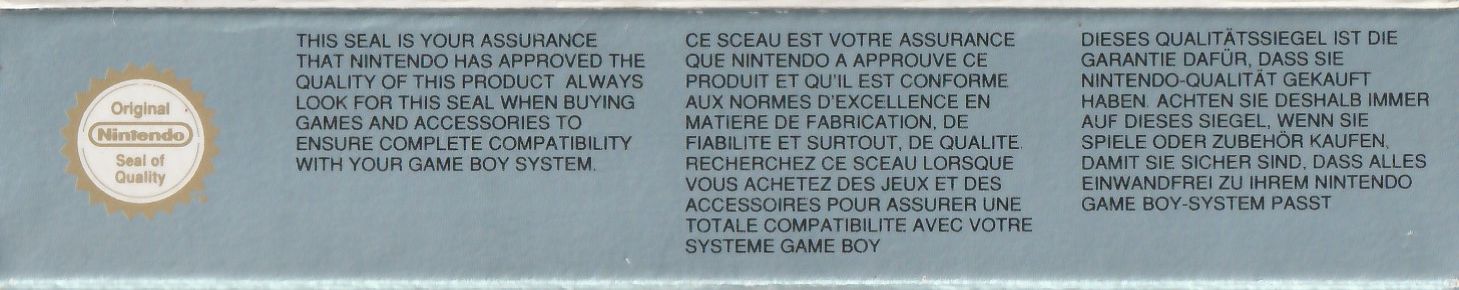 Original
Nintendo
Seal of
Quality
THIS SEAL IS YOUR ASSURANCE
THAT NINTENDO HAS APPROVED THE
QUALITY OF THIS PRODUCT ALWAYS
LOOK FOR THIS SEAL WHEN BUYING
GAMES AND ACCESSORIES TO
ENSURE COMPLETE COMPATIBILITY
WITH YOUR GAME BOY SYSTEM.
CE SCEAU EST VOTRE ASSURANCE
QUE NINTENDO A APPROUVE CE
PRODUIT ET QU'IL EST CONFORME
AUX NORMES D'EXCELLENCE EN
MATIERE DE FABRICATION, DE
FIABILITE ET SURTOUT, DE QUALITE.
RECHERCHEZ CE SCEAU LORSQUE
VOUS ACHETEZ DES JEUX ET DES
ACCESSOIRES POUR ASSURER UNE
TOTALE COMPATIBILITE AVEC VOTRE
SYSTEME GAME BOY
DIESES QUALITÄTSSIEGEL IST DIE
GARANTIE DAFÜR, DASS SIE
NINTENDO-QUALITÄT GEKAUFT
HABEN. ACHTEN SIE DESHALB IMMER
AUF DIESES SIEGEL, WENN SIE
SPIELE ODER ZUBEHÖR KAUFEN,
DAMIT SIE SICHER SIND, DASS ALLES
EINWANDFREI ZU IHREM NINTENDO
GAME BOY-SYSTEM PASST